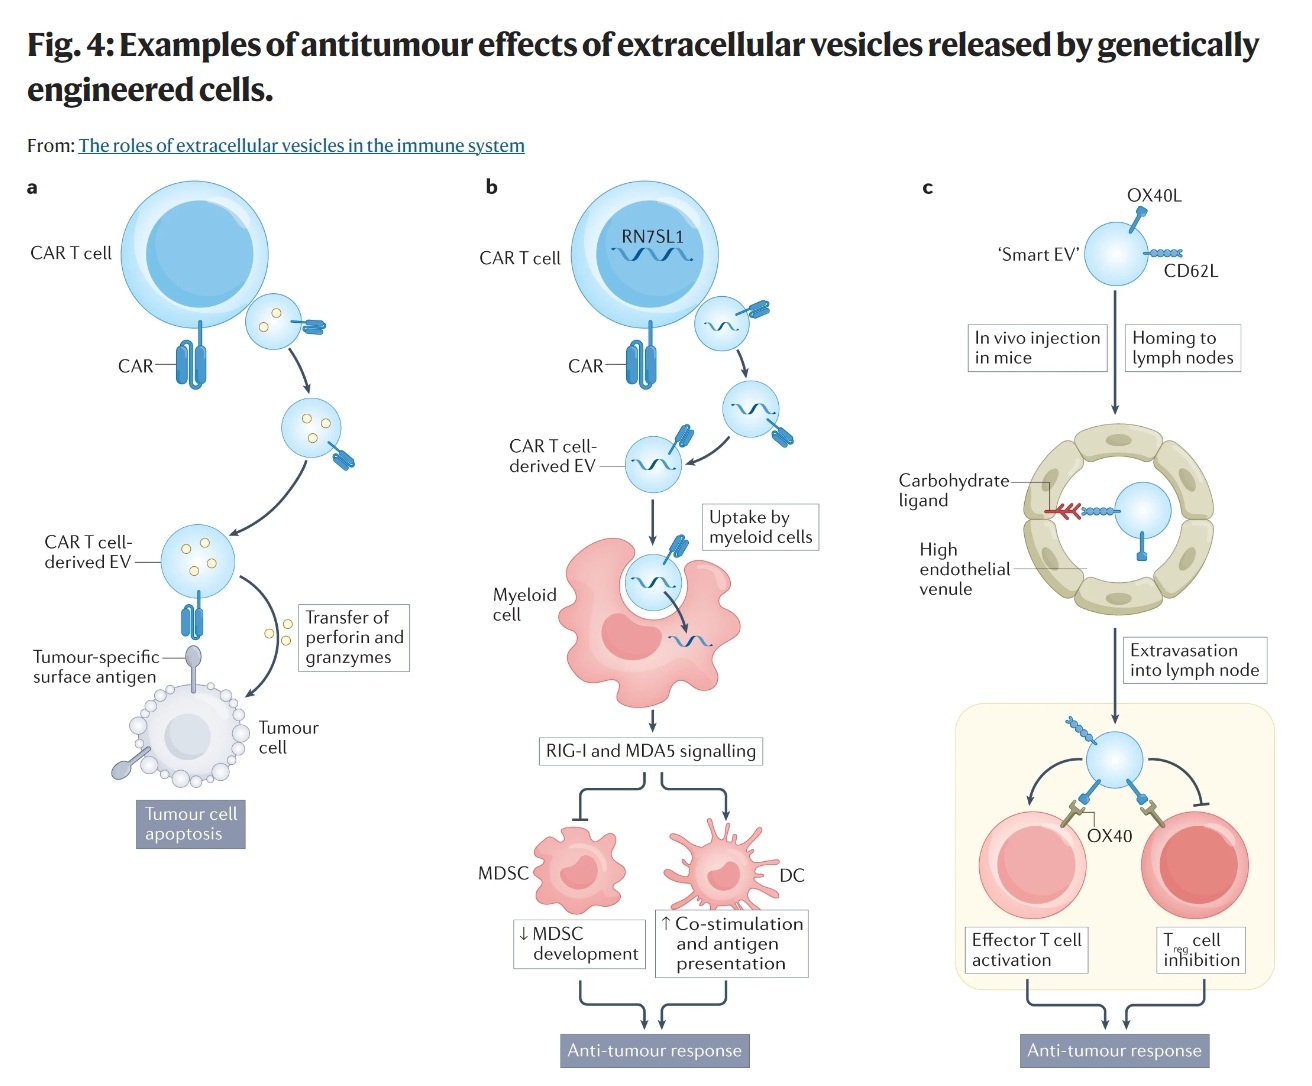 Fig. 4: Examples of antitumour effects of extracellular vesicles released by genetically
engineered cells.
From: The roles of extracellular vesicles in the immune system
a
CAR T cell
CAR
CAR T cell-
derived EV
Transfer of
perforin and
granzymes
Tumour-specific
surface antigen
Tumour
cell
Tumour cell
apoptosis
b
RN7SL1
CAR T cell
CAR
CAR T cell-
derived EV
Uptake by
myeloid cells
Myeloid
cell
RIG-I and MDA5 signalling
MDSC
DC
↓ MDSC
development
↑ Co-stimulation
and antigen
presentation
Anti-tumour response
c
OX40L
'Smart EV'
CD62L
In vivo injection
in mice
Homing to
lymph nodes
Carbohydrate
ligand
High
endothelial
venule
Extravasation
into lymph node
OX40
Effector T cell
activation
Treg cell
inhibition
Anti-tumour response